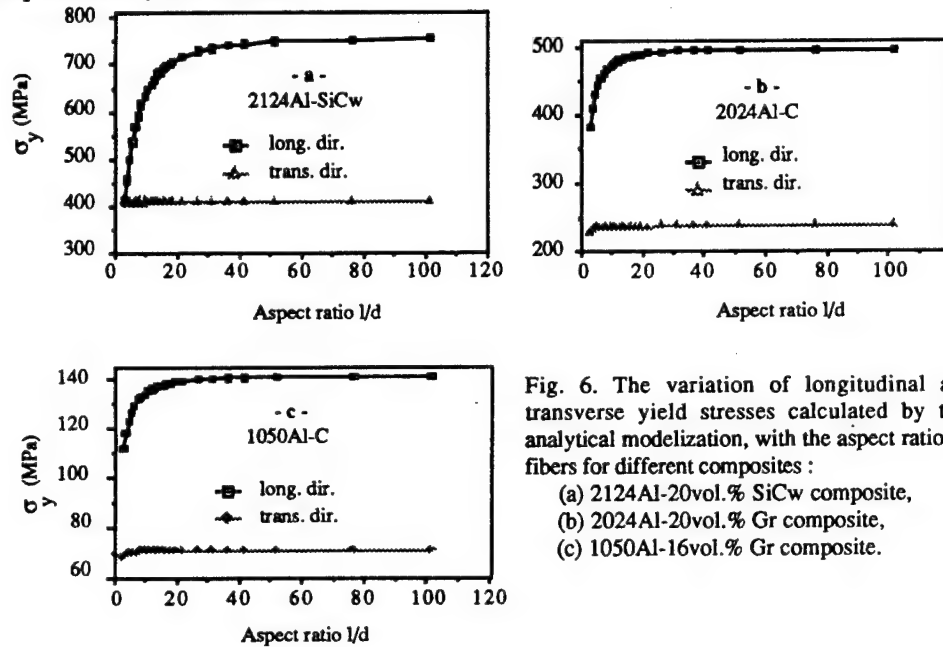 800
700
600
500
400
300
σy (MPa)
- a -
2124Al-SiCw
long. dir.
trans. dir.
0 20 40 60 80 100 120
Aspect ratio l/d
500
400
300
200
- b -
2024Al-C
long. dir.
trans. dir.
0 20 40 60 80 100 120
Aspect ratio l/d
140
120
100
80
60
σy (MPa)
- c -
1050Al-C
long. dir.
trans. dir.
0 20 40 60 80 100 120
Aspect ratio l/d
Fig. 6. The variation of longitudinal a
transverse yield stresses calculated by t
analytical modelization, with the aspect ratio
fibers for different composites :
(a) 2124Al-20vol.% SiCw composite,
(b) 2024Al-20vol.% Gr composite,
(c) 1050Al-16vol.% Gr composite.